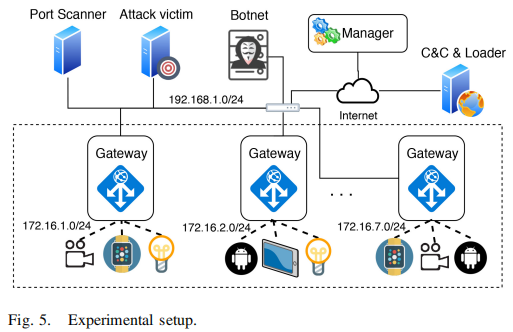 Port Scanner
Attack victim
Botnet
Manager
C&C & Loader
192.168.1.0/24
Internet
Gateway
Gateway
Gateway
. . .
172.16.1.0/24
172.16.2.0/24
172.16.7.0/24
Fig. 5. Experimental setup.